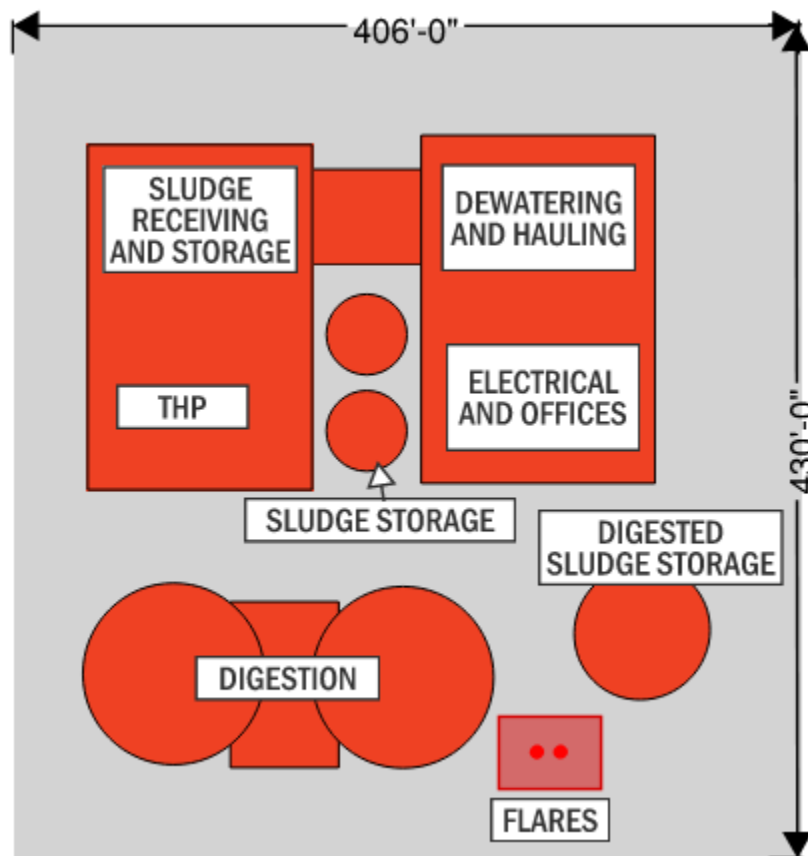 406'-0"
SLUDGE
RECEIVING
AND STORAGE
DEWATERING
AND HAULING
THP
ELECTRICAL
AND OFFICES
430'-0"
SLUDGE STORAGE
DIGESTED
SLUDGE STORAGE
DIGESTION
FLARES